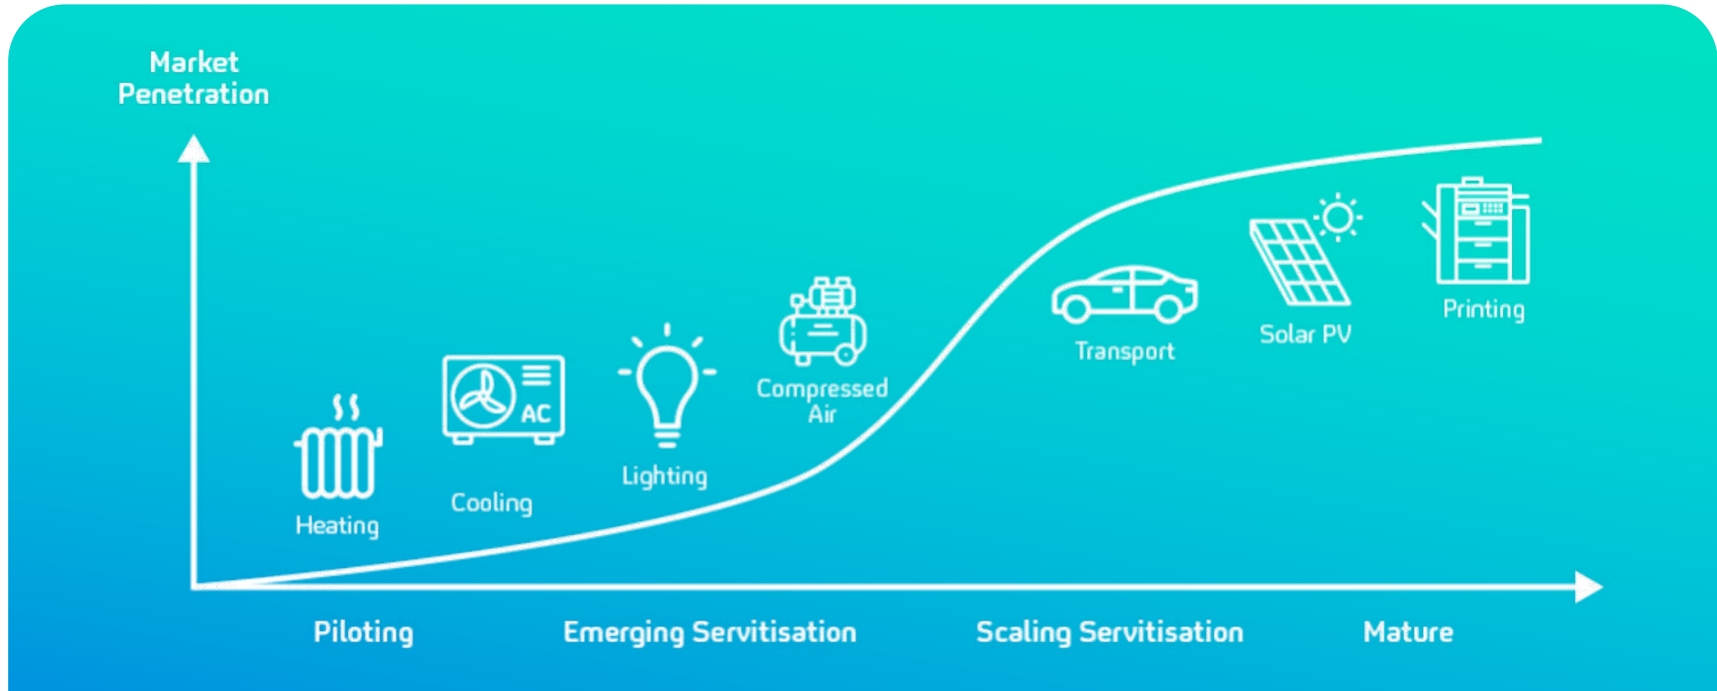 Market
Penetration
Heating
AC
Cooling
Lighting
Compressed
Air
Transport
Solar PV
Printing
Piloting
Emerging Servitisation
Scaling Servitisation
Mature